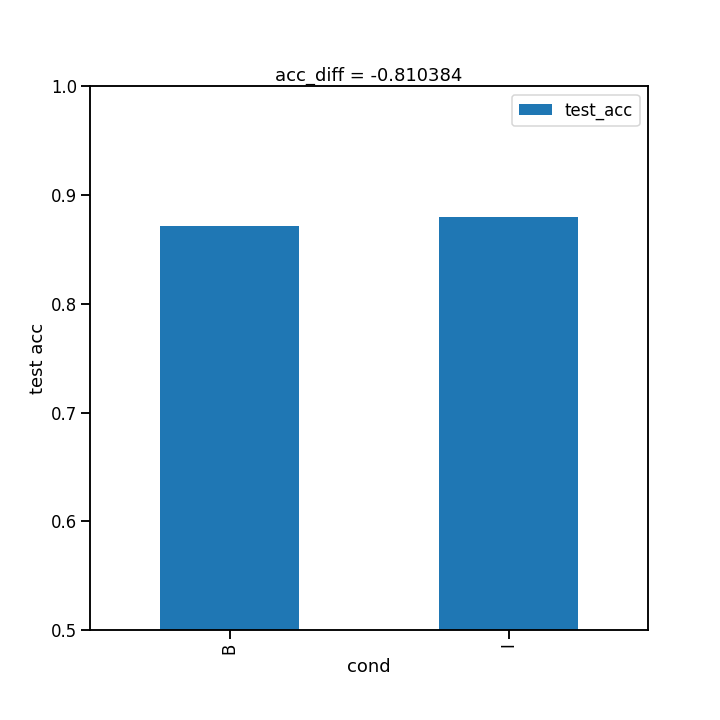 acc_diff = -0.810384
test_acc
1.0
0.9
0.8
0.7
0.6
0.5
test acc
B
I
cond